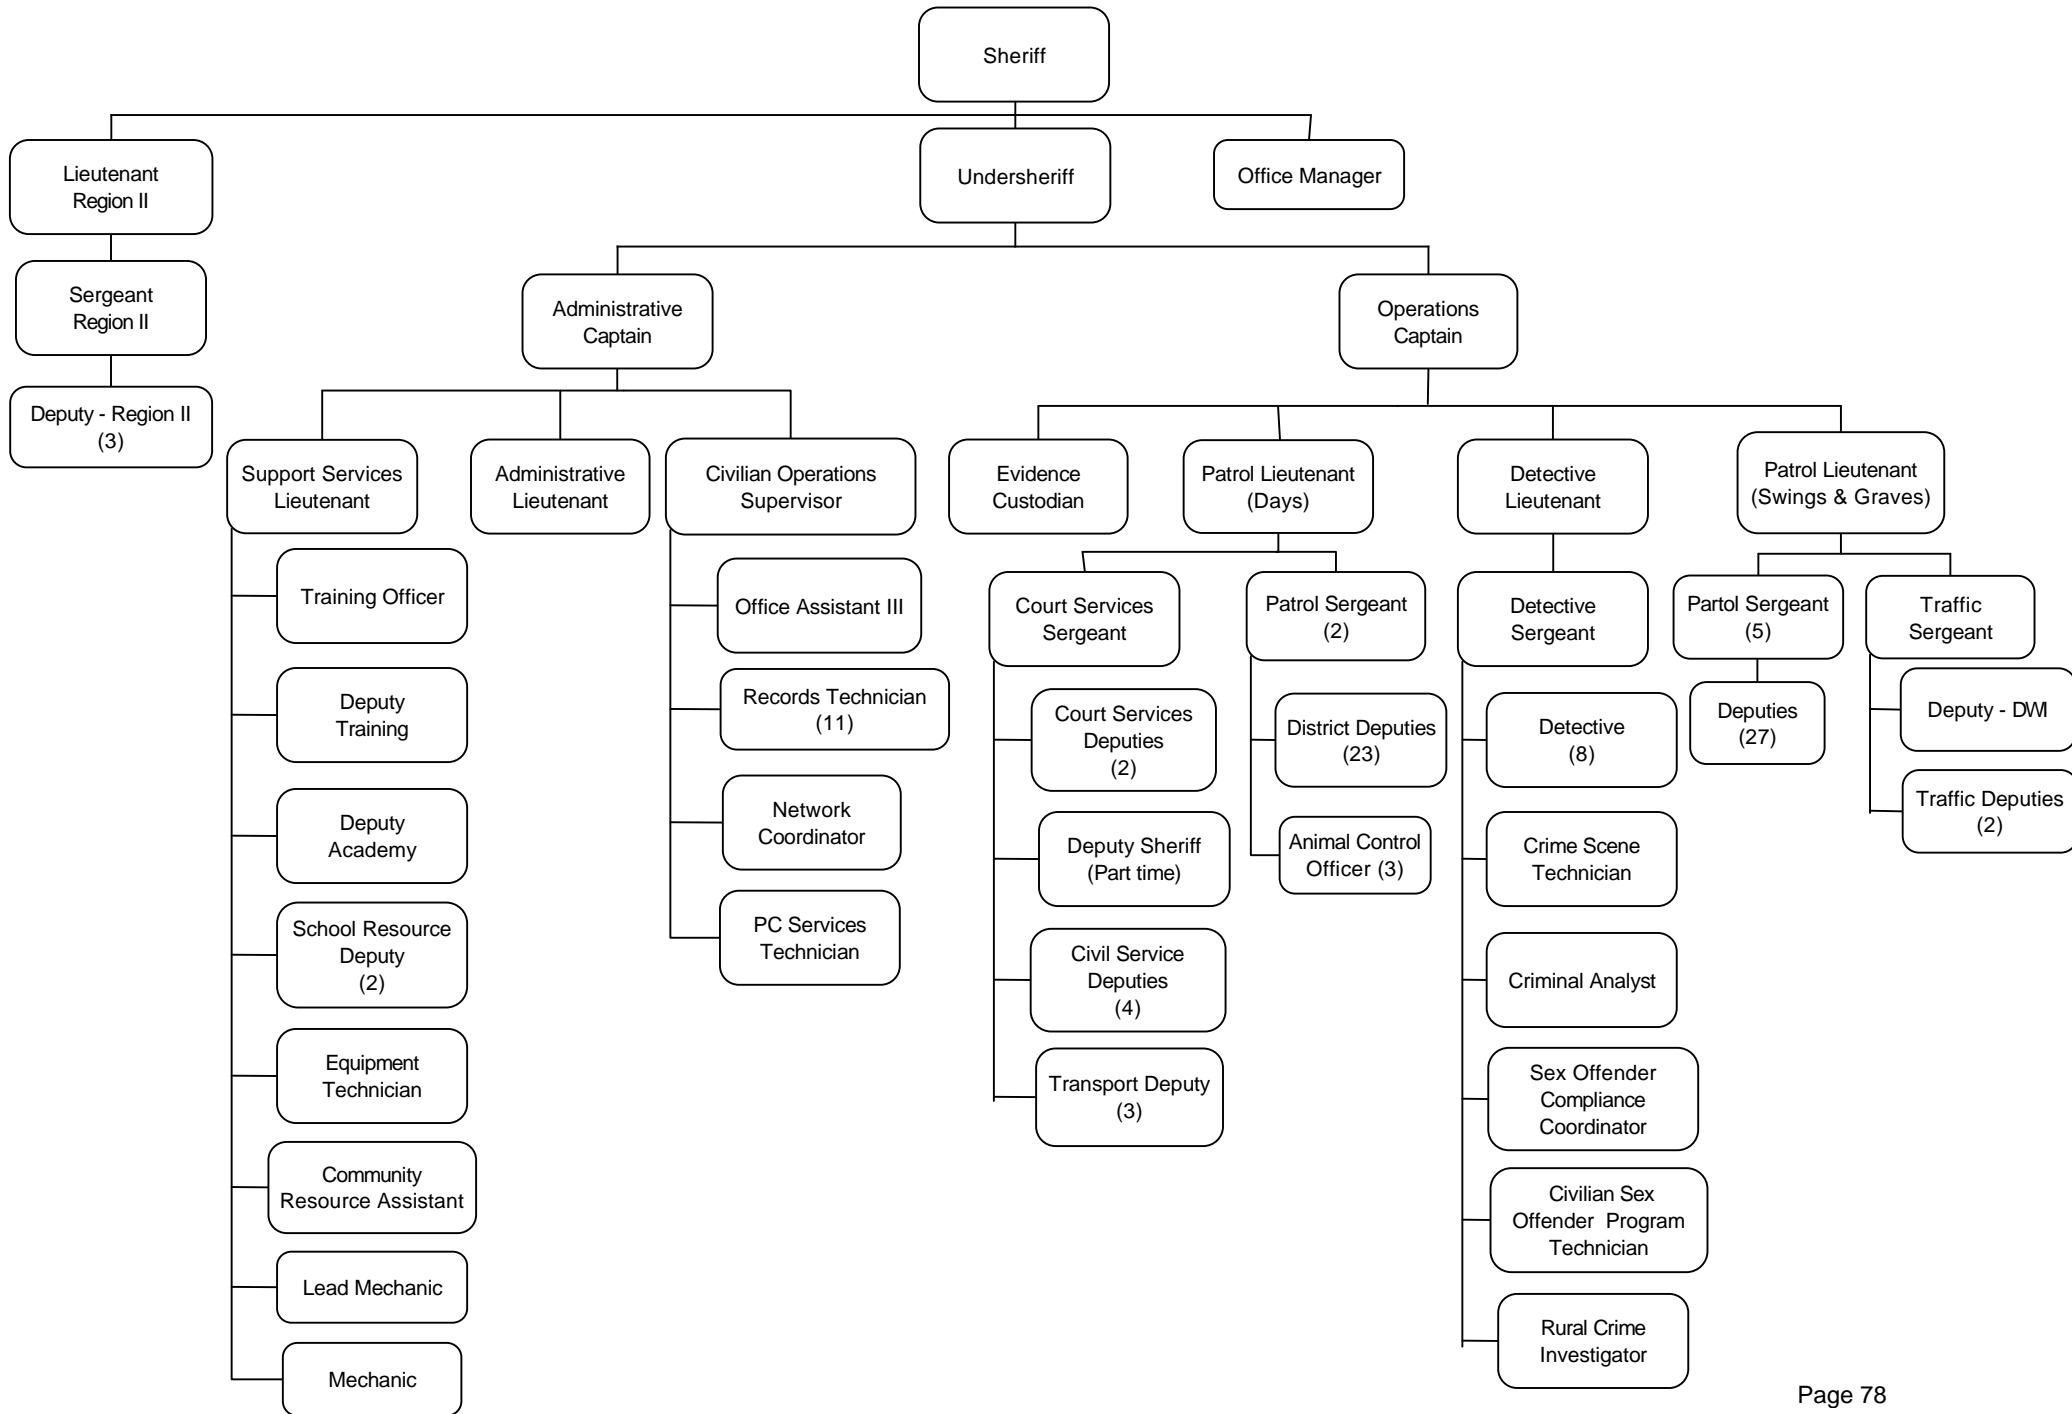 Sheriff
Lieutenant
Region II
Undersheriff
Office Manager
Sergeant
Region II
Administrative
Captain
Operations
Captain
Deputy - Region II
(3)
Support Services
Lieutenant
Administrative
Lieutenant
Civilian Operations
Supervisor
Evidence
Custodian
Patrol Lieutenant
(Days)
Detective
Lieutenant
Patrol Lieutenant
(Swings & Graves)
Training Officer
Deputy
Training
Deputy
Academy
School Resource
Deputy
(2)
Equipment
Technician
Community
Resource Assistant
Lead Mechanic
Mechanic
Office Assistant III
Records Technician
(11)
Network
Coordinator
PC Services
Technician
Court Services
Sergeant
Court Services
Deputies
(2)
Deputy Sheriff
(Part time)
Civil Service
Deputies
(4)
Transport Deputy
(3)
Patrol Sergeant
(2)
District Deputies
(23)
Animal Control
Officer (3)
Detective
Sergeant
Detective
(8)
Crime Scene
Technician
Criminal Analyst
Sex Offender
Compliance
Coordinator
Civilian Sex
Offender Program
Technician
Rural Crime
Investigator
Partol Sergeant
(5)
Deputies
(27)
Traffic
Sergeant
Deputy - DWI
Traffic Deputies
(2)
Page 78